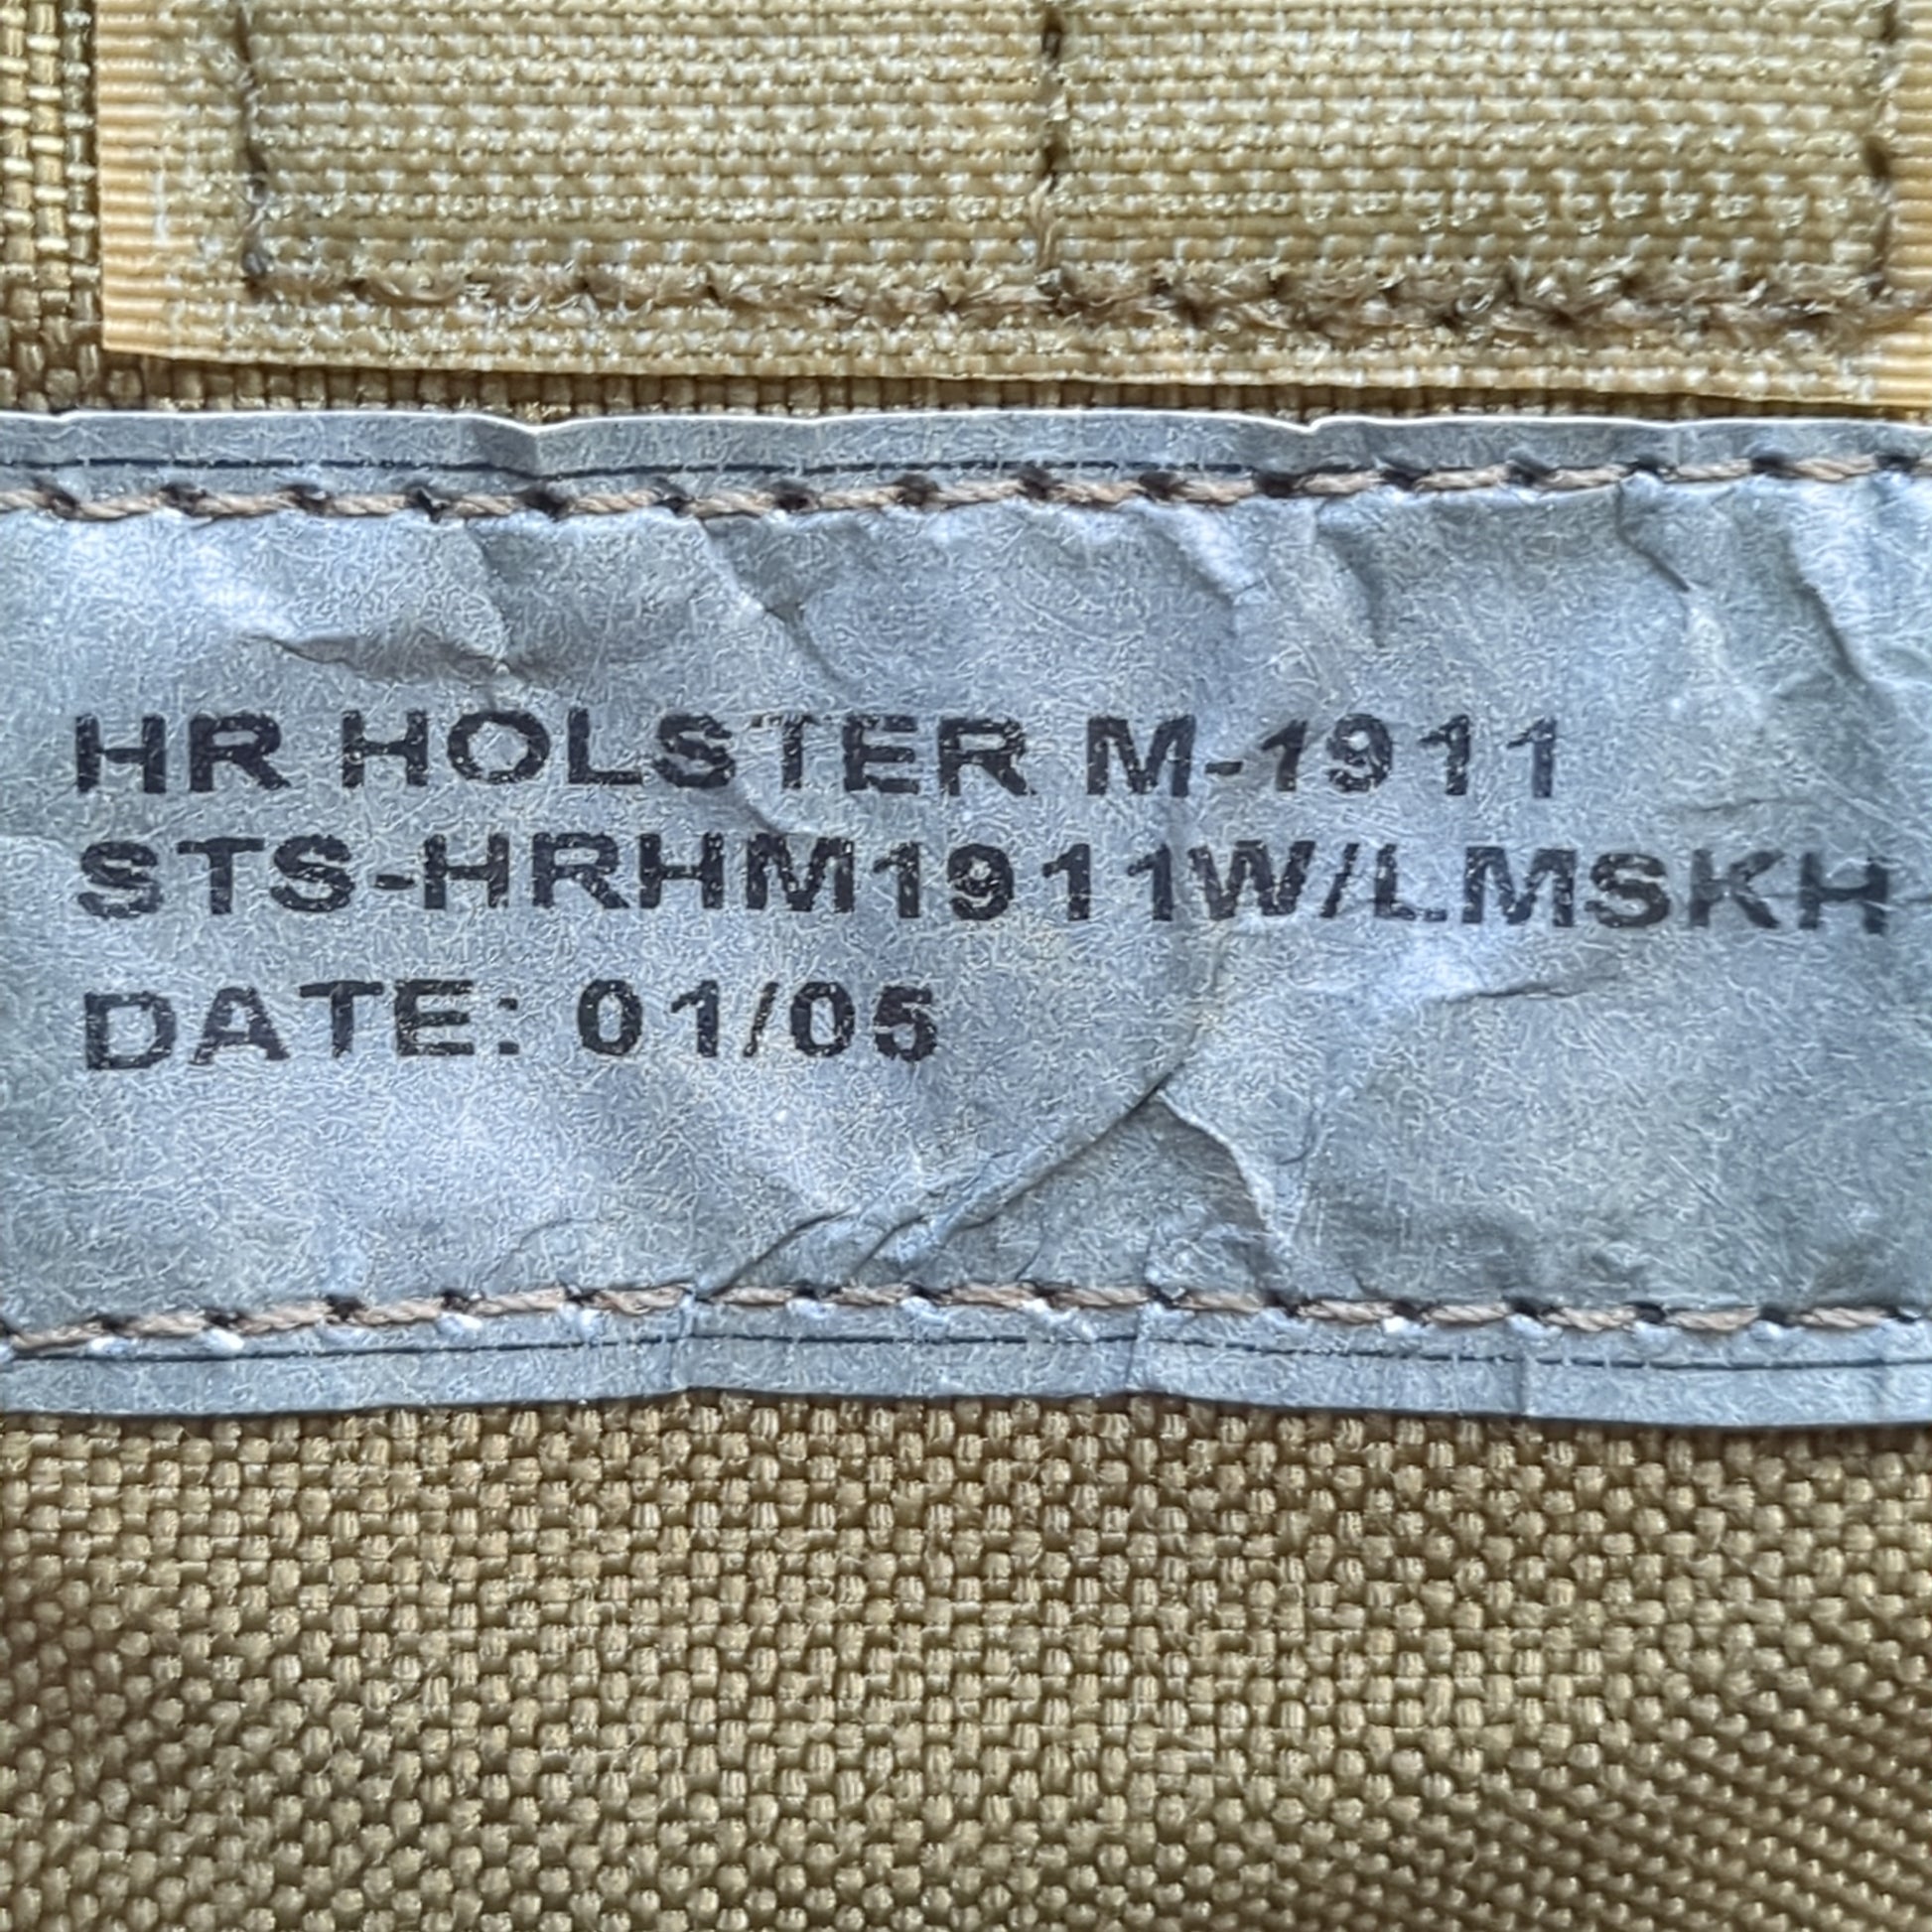 HR HOLSTER M-1911
STS-HRHM1911W/LMSKH
DATE: 01/05